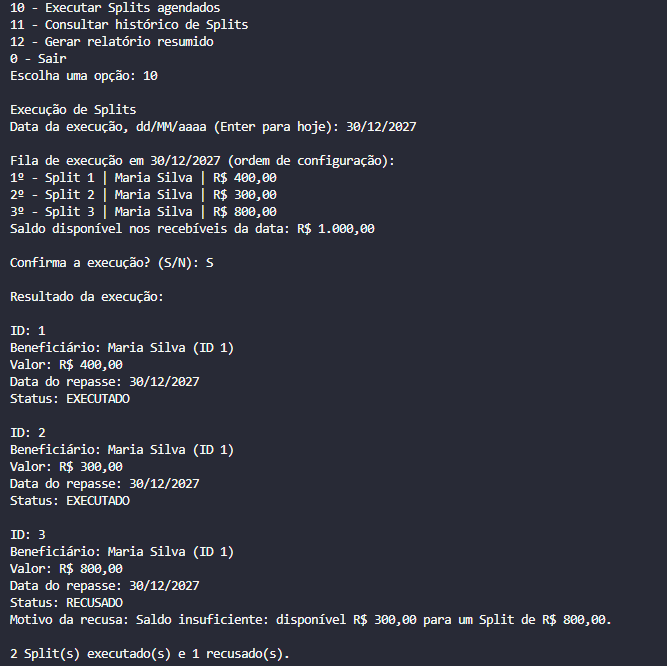 10 - Executar Splits agendados
11 - Consultar histórico de Splits
12 - Gerar relatório resumido
0 - Sair
Escolha uma opção: 10
Execução de Splits
Data da execução, dd/MM/aaaa (Enter para hoje): 30/12/2027
Fila de execução em 30/12/2027 (ordem de configuração):
1º - Split 1 | Maria Silva | R$ 400,00
2º - Split 2 | Maria Silva | R$ 300,00
3º - Split 3 | Maria Silva | R$ 800,00
Saldo disponível nos recebíveis da data: R$ 1.000,00
Confirma a execução? (S/N): S
Resultado da execução:
ID: 1
Beneficiário: Maria Silva (ID 1)
Valor: R$ 400,00
Data do repasse: 30/12/2027
Status: EXECUTADO
ID: 2
Beneficiário: Maria Silva (ID 1)
Valor: R$ 300,00
Data do repasse: 30/12/2027
Status: EXECUTADO
ID: 3
Beneficiário: Maria Silva (ID 1)
Valor: R$ 800,00
Data do repasse: 30/12/2027
Status: RECUSADO
Motivo da recusa: Saldo insuficiente: disponível R$ 300,00 para um Split de R$ 800,00.
2 Split(s) executado(s) e 1 recusado(s).